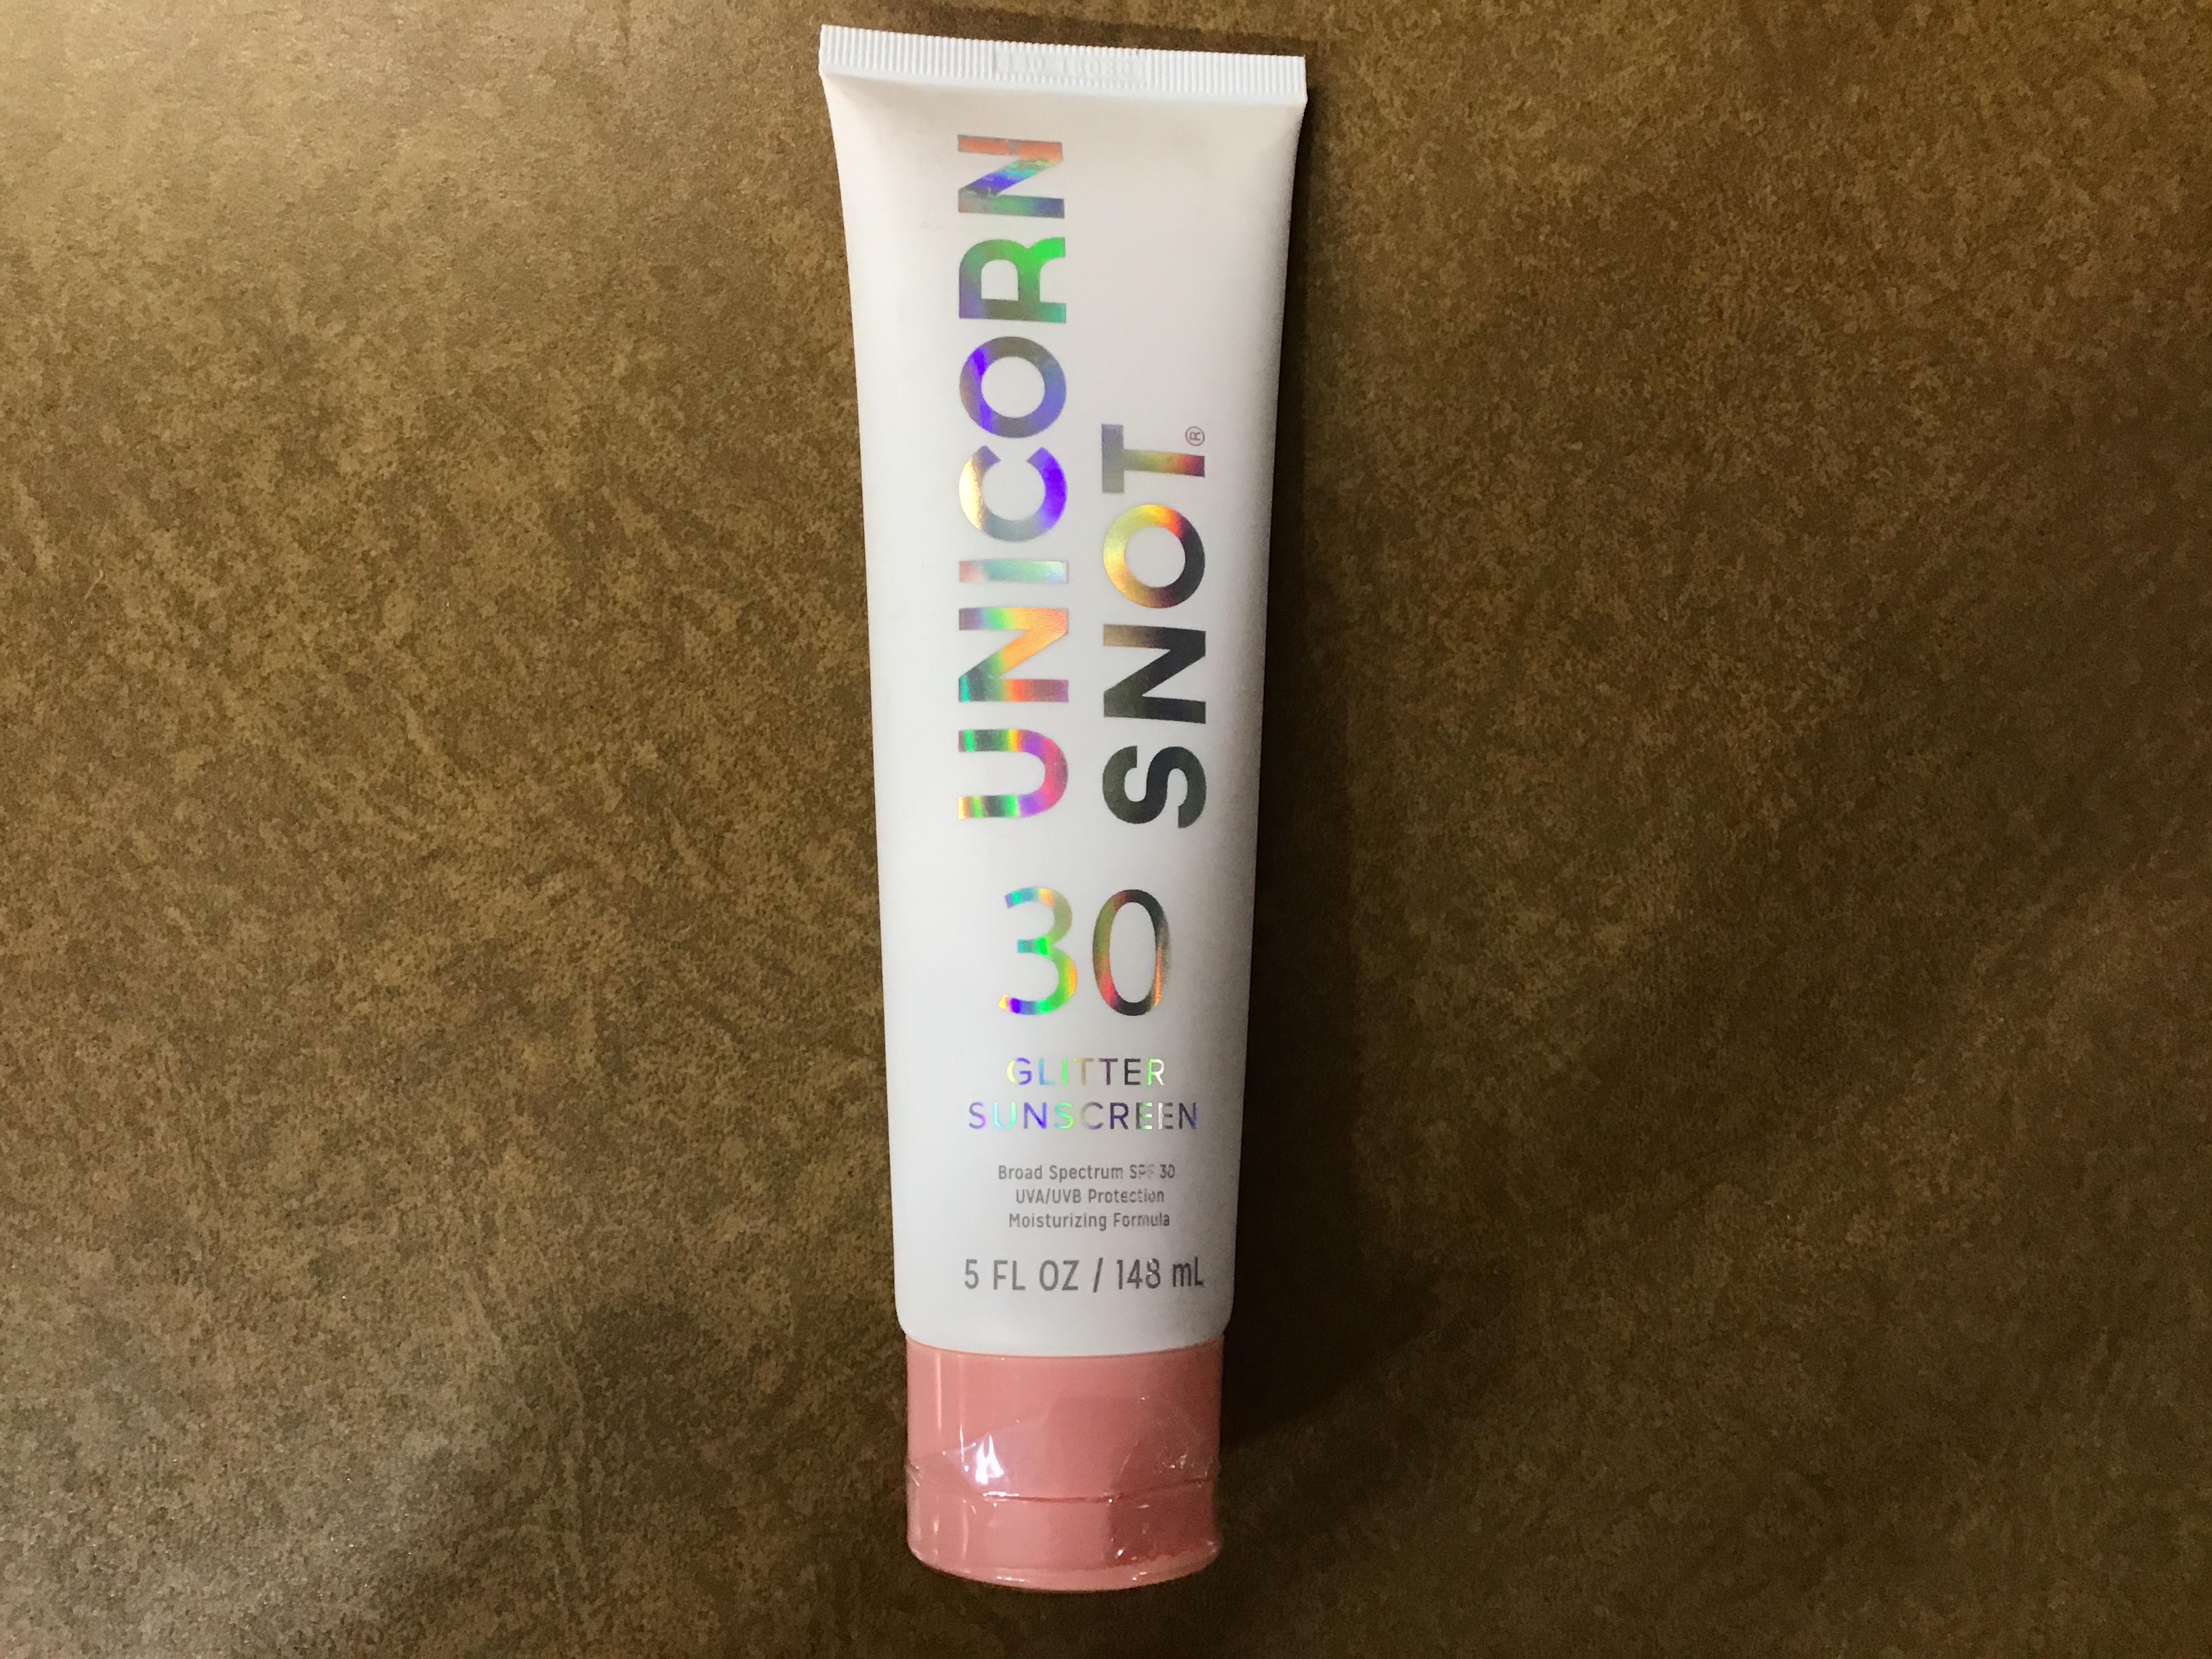 UNICORN
SNOT®
30
GLITTER
SUNSCREEN
Broad Spectrum SPF 30
UVA/UVB Protection
Moisturizing Formula
5 FL OZ / 148 mL